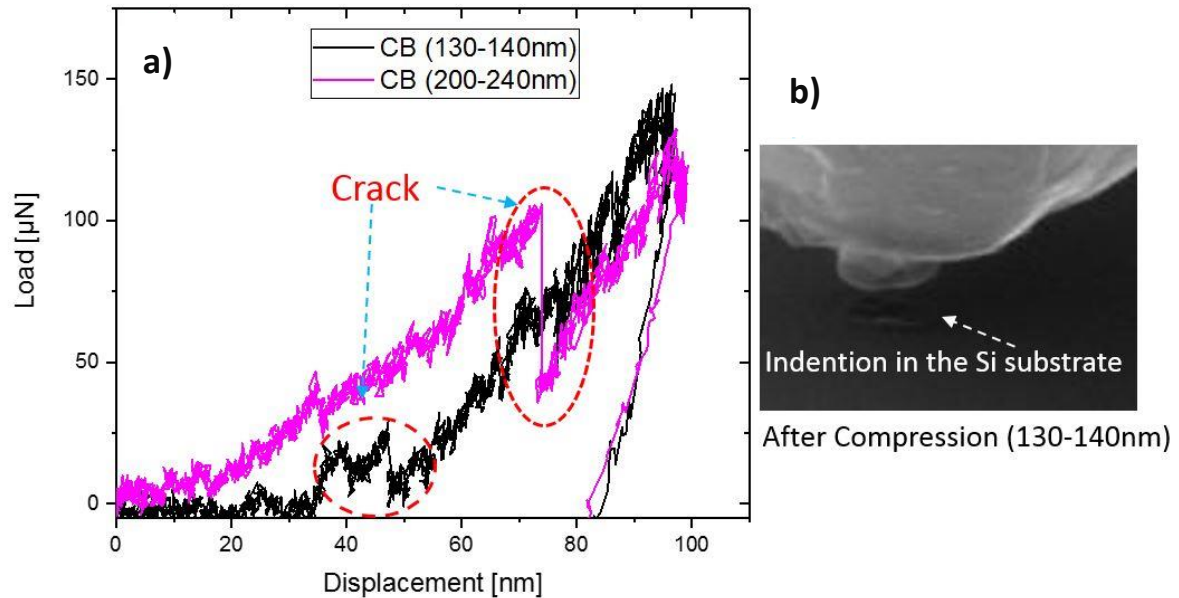 a)
CB (130-140nm)
CB (200-240nm)
Crack
150
100
50
0
Load [µN]
0 20 40 60 80 100
Displacement [nm]
b)
Indention in the Si substrate
After Compression (130-140nm)